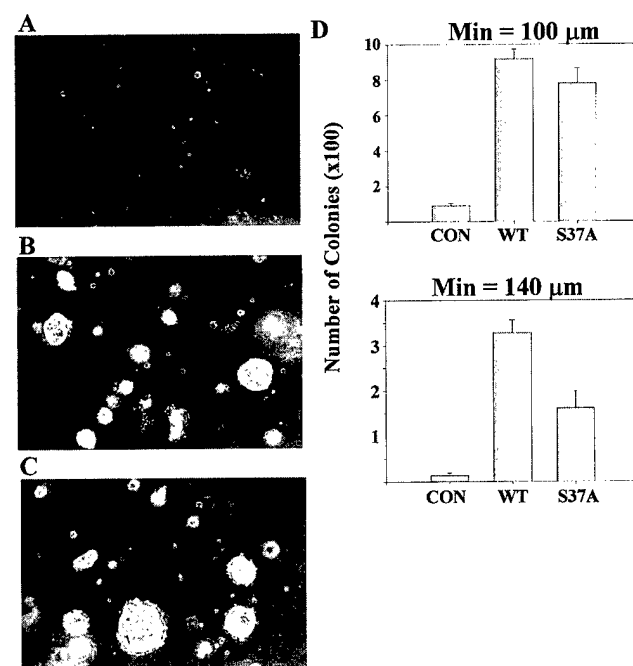 A
B
C
D
Min = 100 µm
10
8
6
4
2
CON WT S37A
Number of Colonies (x100)
Min = 140 µm
4
3
2
1
CON WT S37A